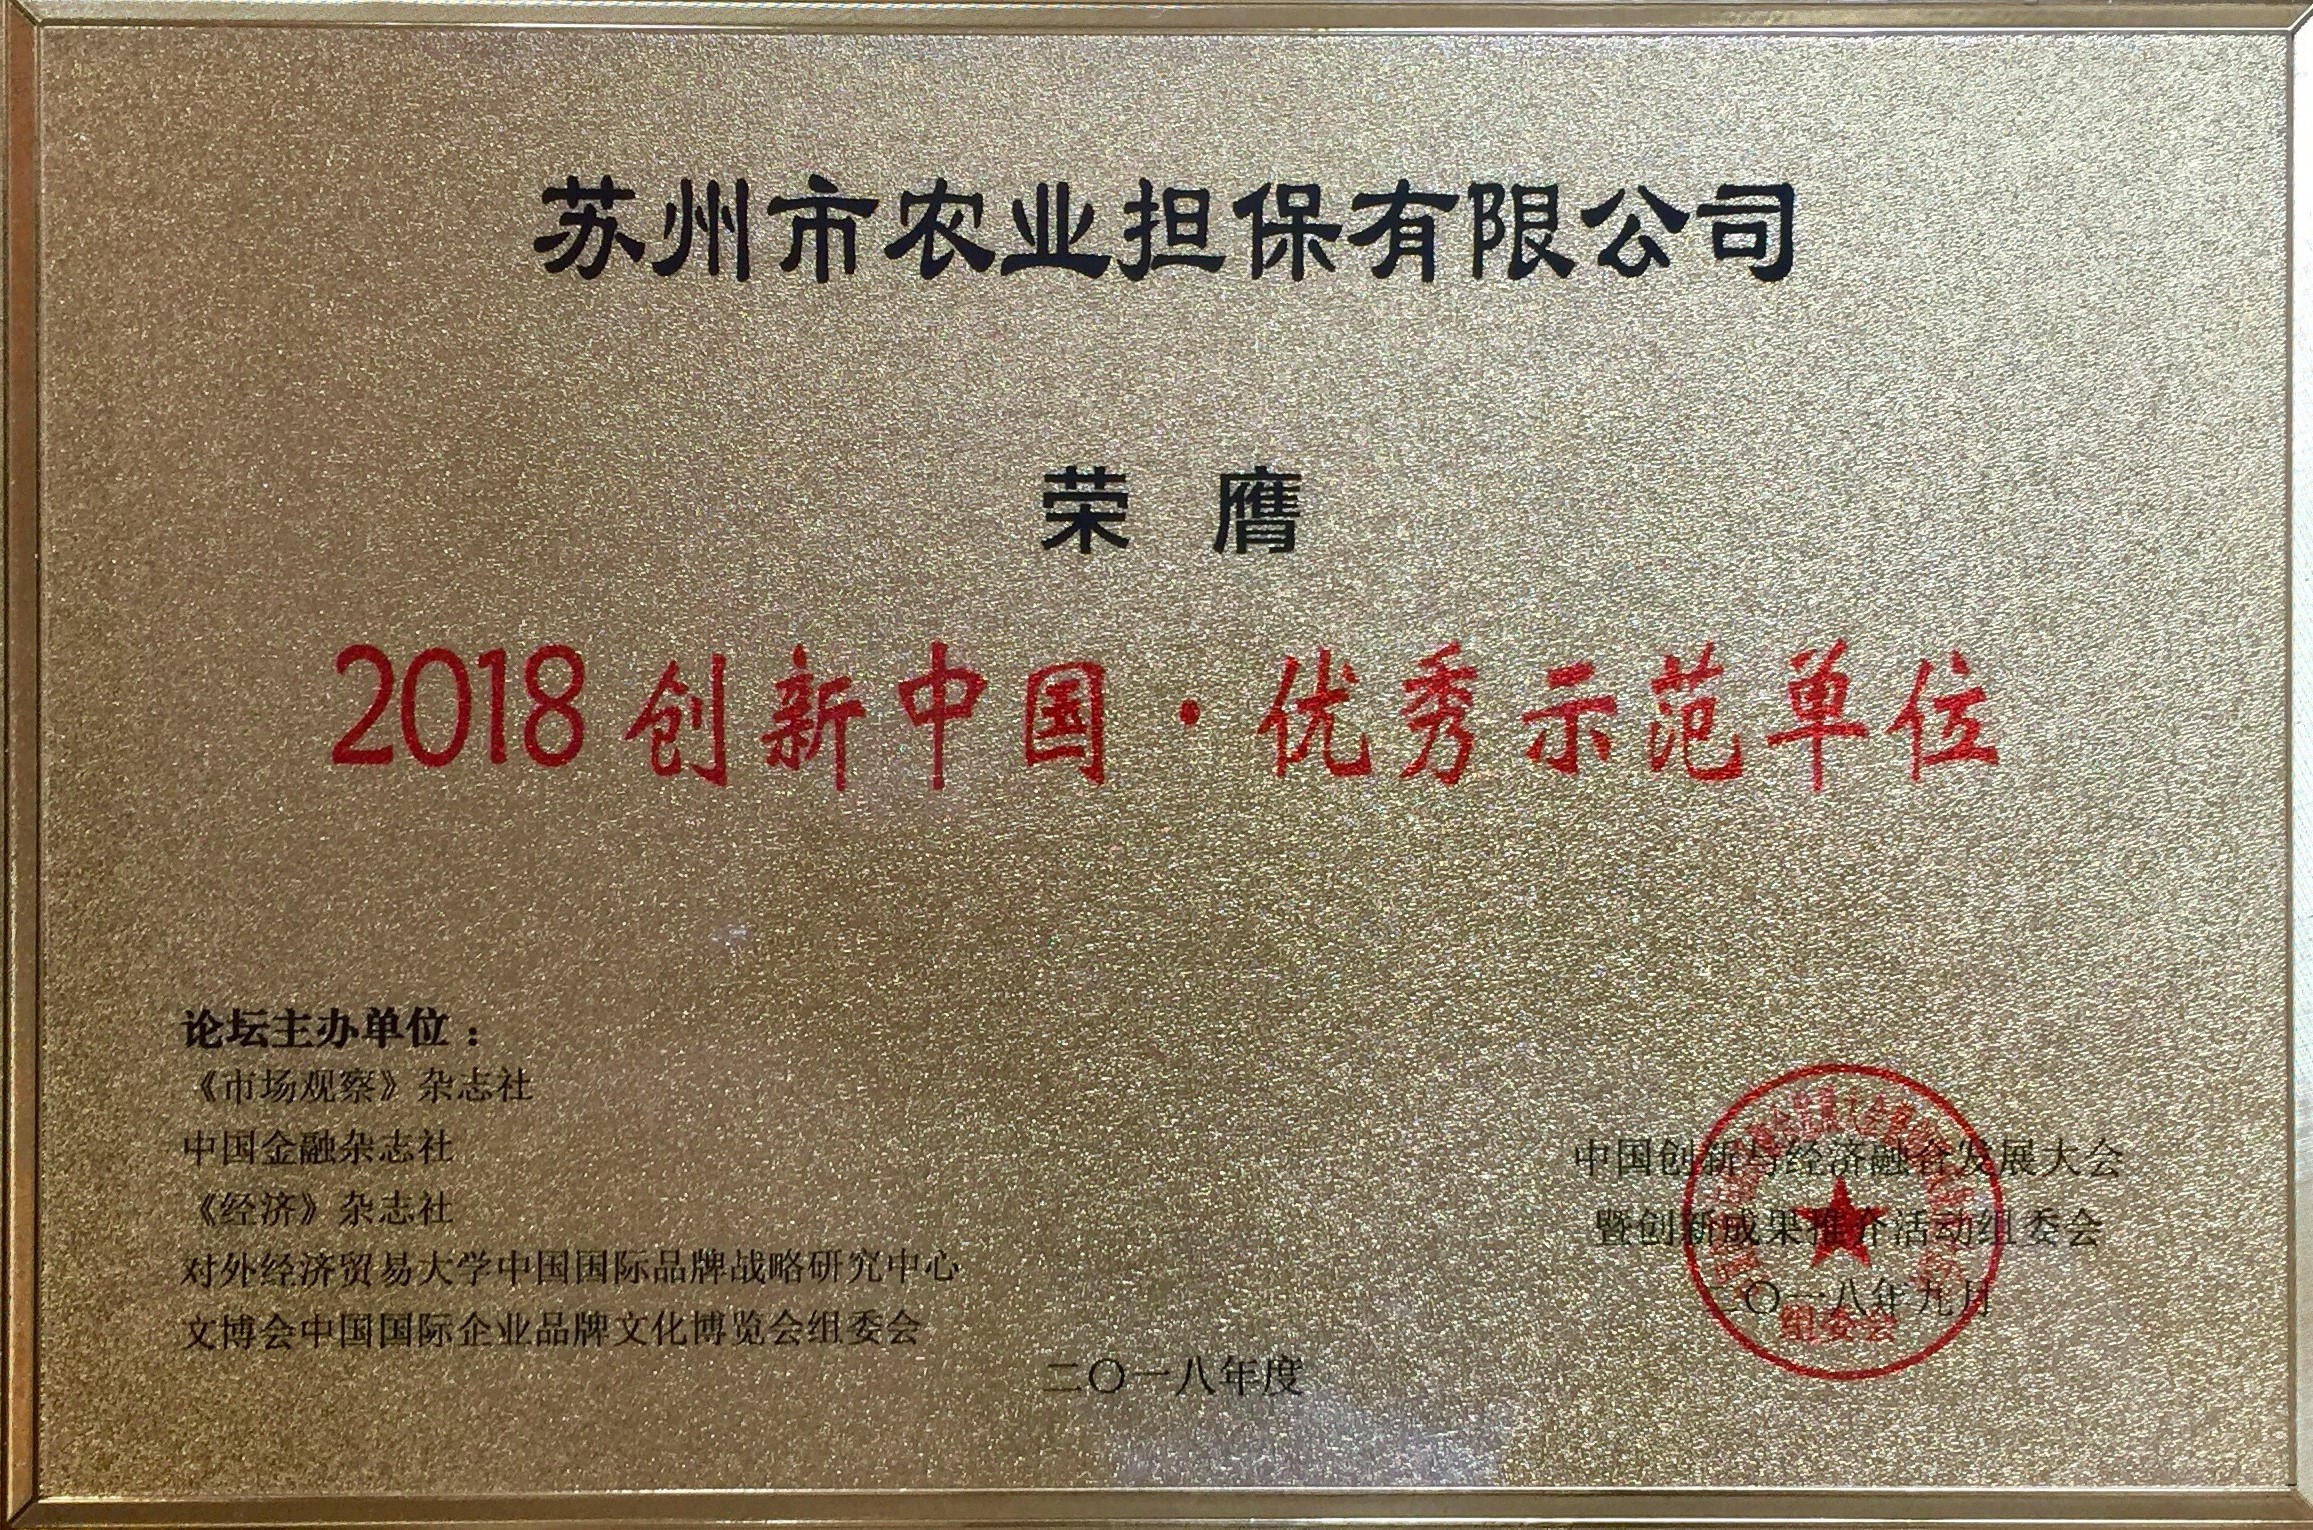 苏州市农业担保有限公司
荣 膺
2018 创新中国·优秀示范单位
论坛主办单位：
《市场观察》杂志社
中国金融杂志社
《经济》杂志社
对外经济贸易大学中国国际品牌战略研究中心
文博会中国国际企业品牌文化博览会组委会
二〇一八年度
中国创新与经济融合发展大会
暨创新成果推介活动组委会
二〇一八年九月
组委会